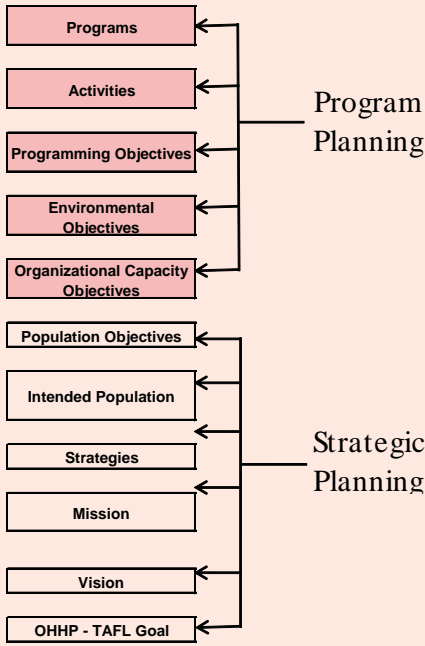 Programs
Activities
Program
Planning
Programming Objectives
Environmental
Objectives
Organizational Capacity
Objectives
Population Objectives
Intended Population
Strategic
Planning
Strategies
Mission
Vision
OHHP - TAFL Goal